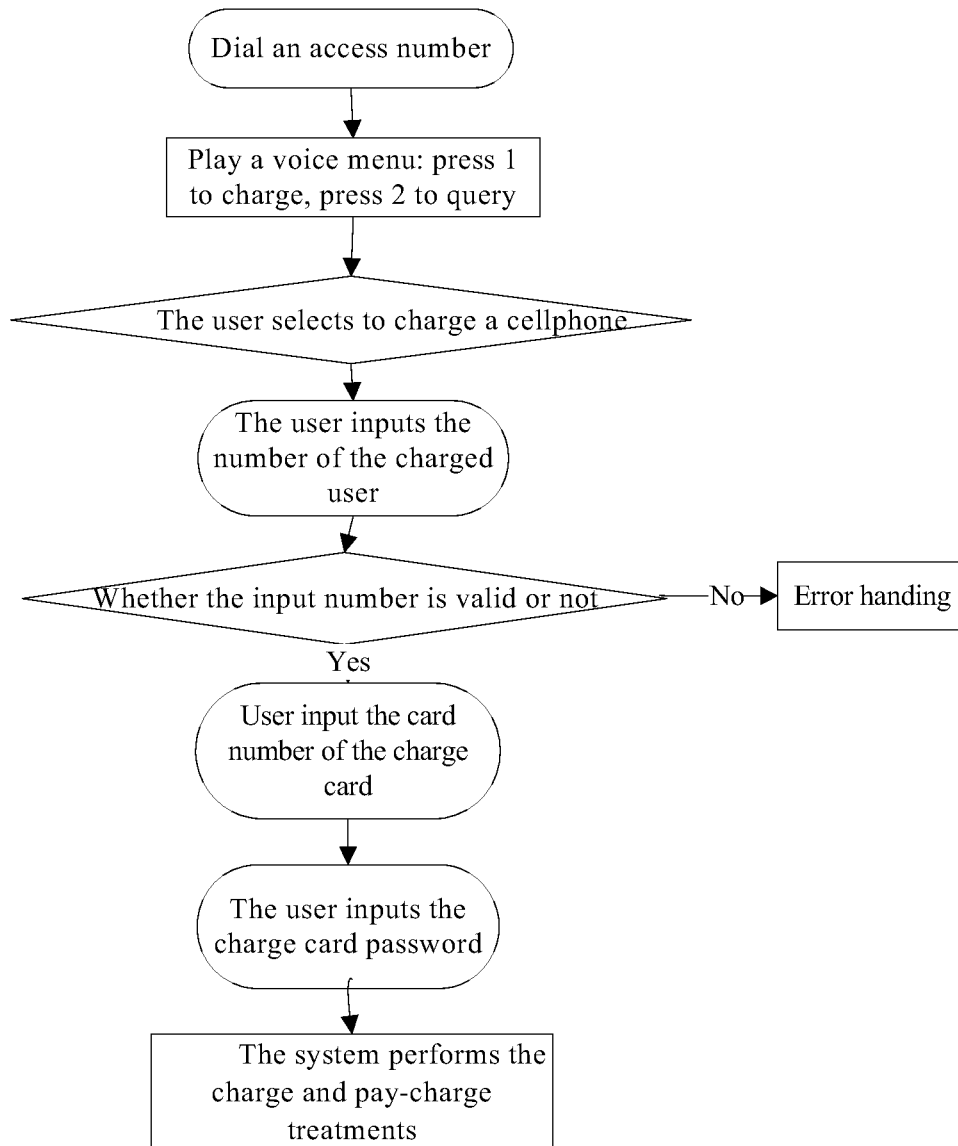 Dial an access number
Play a voice menu: press 1
to charge, press 2 to query
The user selects to charge a cellphone
The user inputs the
number of the charged
user
Whether the input number is valid or not
No
Error handing
Yes
User input the card
number of the charge
card
The user inputs the
charge card password
The system performs the
charge and pay-charge
treatments